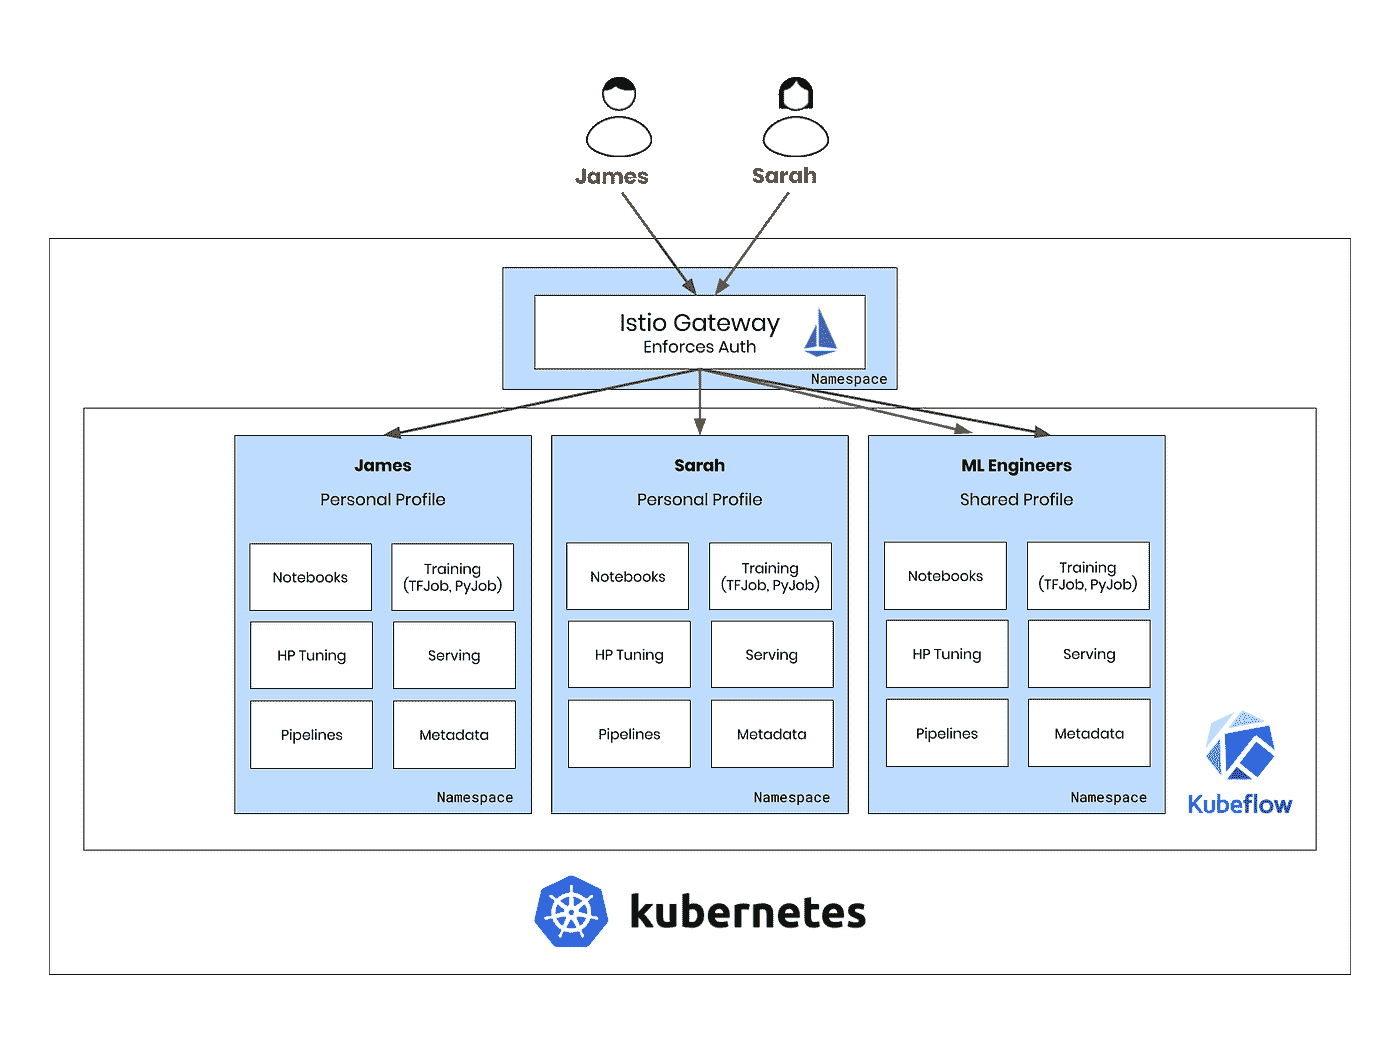 James
Sarah
Istio Gateway
Enforces Auth
Namespace
James
Personal Profile
Notebooks
Training
(TFJob, PyJob)
HP Tuning
Serving
Pipelines
Metadata
Namespace
Sarah
Personal Profile
Notebooks
Training
(TFJob, PyJob)
HP Tuning
Serving
Pipelines
Metadata
Namespace
ML Engineers
Shared Profile
Notebooks
Training
(TFJob, PyJob)
HP Tuning
Serving
Pipelines
Metadata
Namespace
Kubeflow
kubernetes